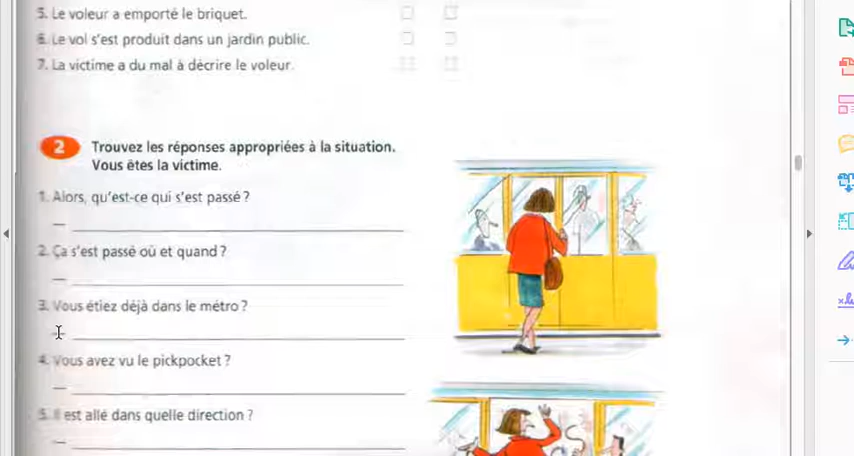 5. Le voleur a emporté le briquet.
6. Le vol s'est produit dans un jardin public.
7. La victime a du mal à décrire le voleur.
2 Trouvez les réponses appropriées à la situation.
Vous êtes la victime.
1. Alors, qu'est-ce qui s'est passé ?
—
2. Ça s'est passé où et quand ?
—
3. Vous étiez déjà dans le métro ?
—
4. Vous avez vu le pickpocket ?
—
5. Il est allé dans quelle direction ?
—